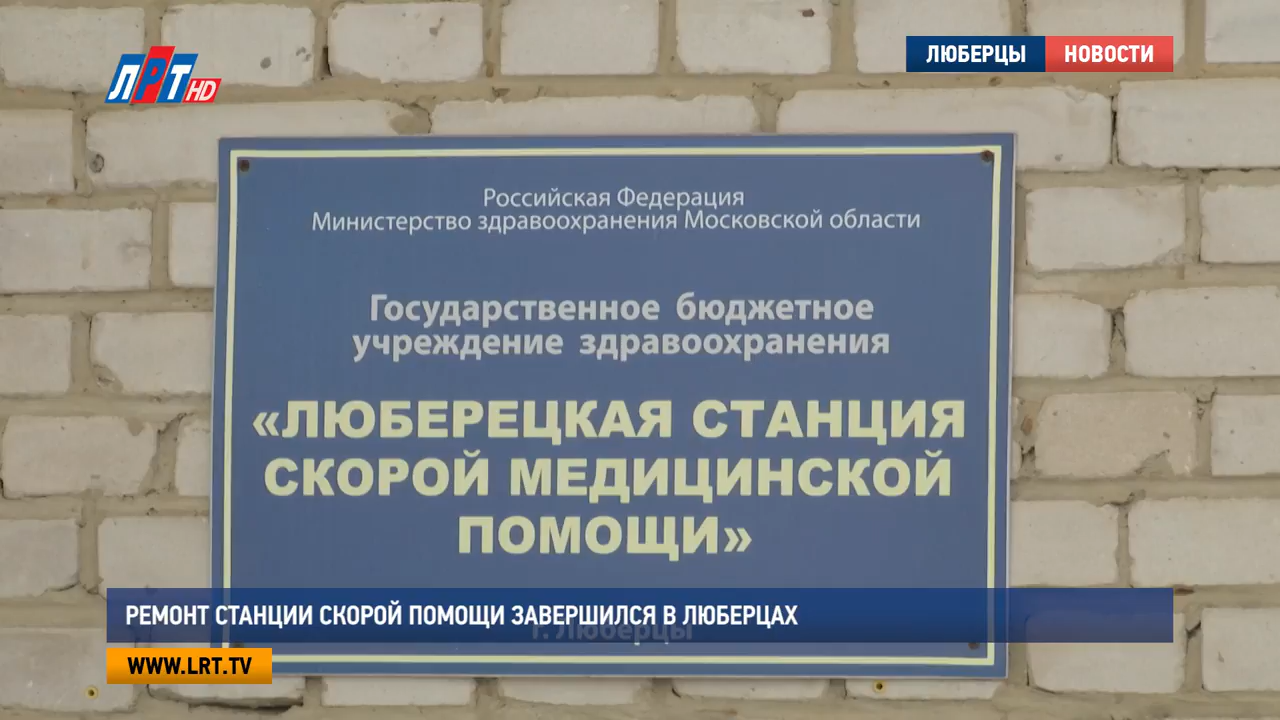 ЛРТ HD
ЛЮБЕРЦЫ НОВОСТИ
Российская Федерация
Министерство здравоохранения Московской области
Государственное бюджетное
учреждение здравоохранения
«ЛЮБЕРЕЦКАЯ СТАНЦИЯ
СКОРОЙ МЕДИЦИНСКОЙ
ПОМОЩИ»
РЕМОНТ СТАНЦИИ СКОРОЙ ПОМОЩИ ЗАВЕРШИЛСЯ В ЛЮБЕРЦАХ
г. Люберцы
WWW.LRT.TV